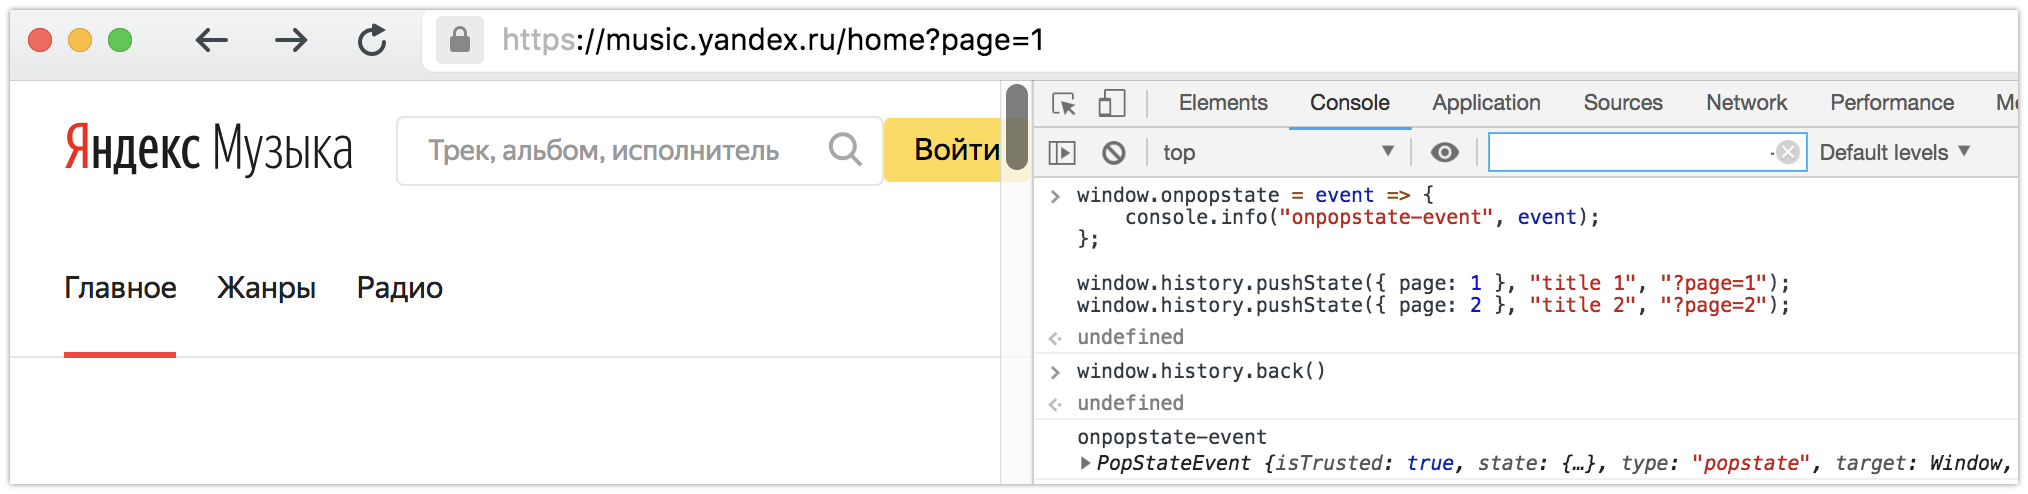 https://music.yandex.ru/home?page=1
Яндекс Музыка
Трек, альбом, исполнитель
Войти
Главное Жанры Радио
Elements Console Application Sources Network Performance
top Default levels
window.onpopstate = event => {
console.info("onpopstate-event", event);
};
window.history.pushState({ page: 1 }, "title 1", "?page=1");
window.history.pushState({ page: 2 }, "title 2", "?page=2");
undefined
window.history.back()
undefined
onpopstate-event
PopStateEvent {isTrusted: true, state: {…}, type: "popstate", target: Window,